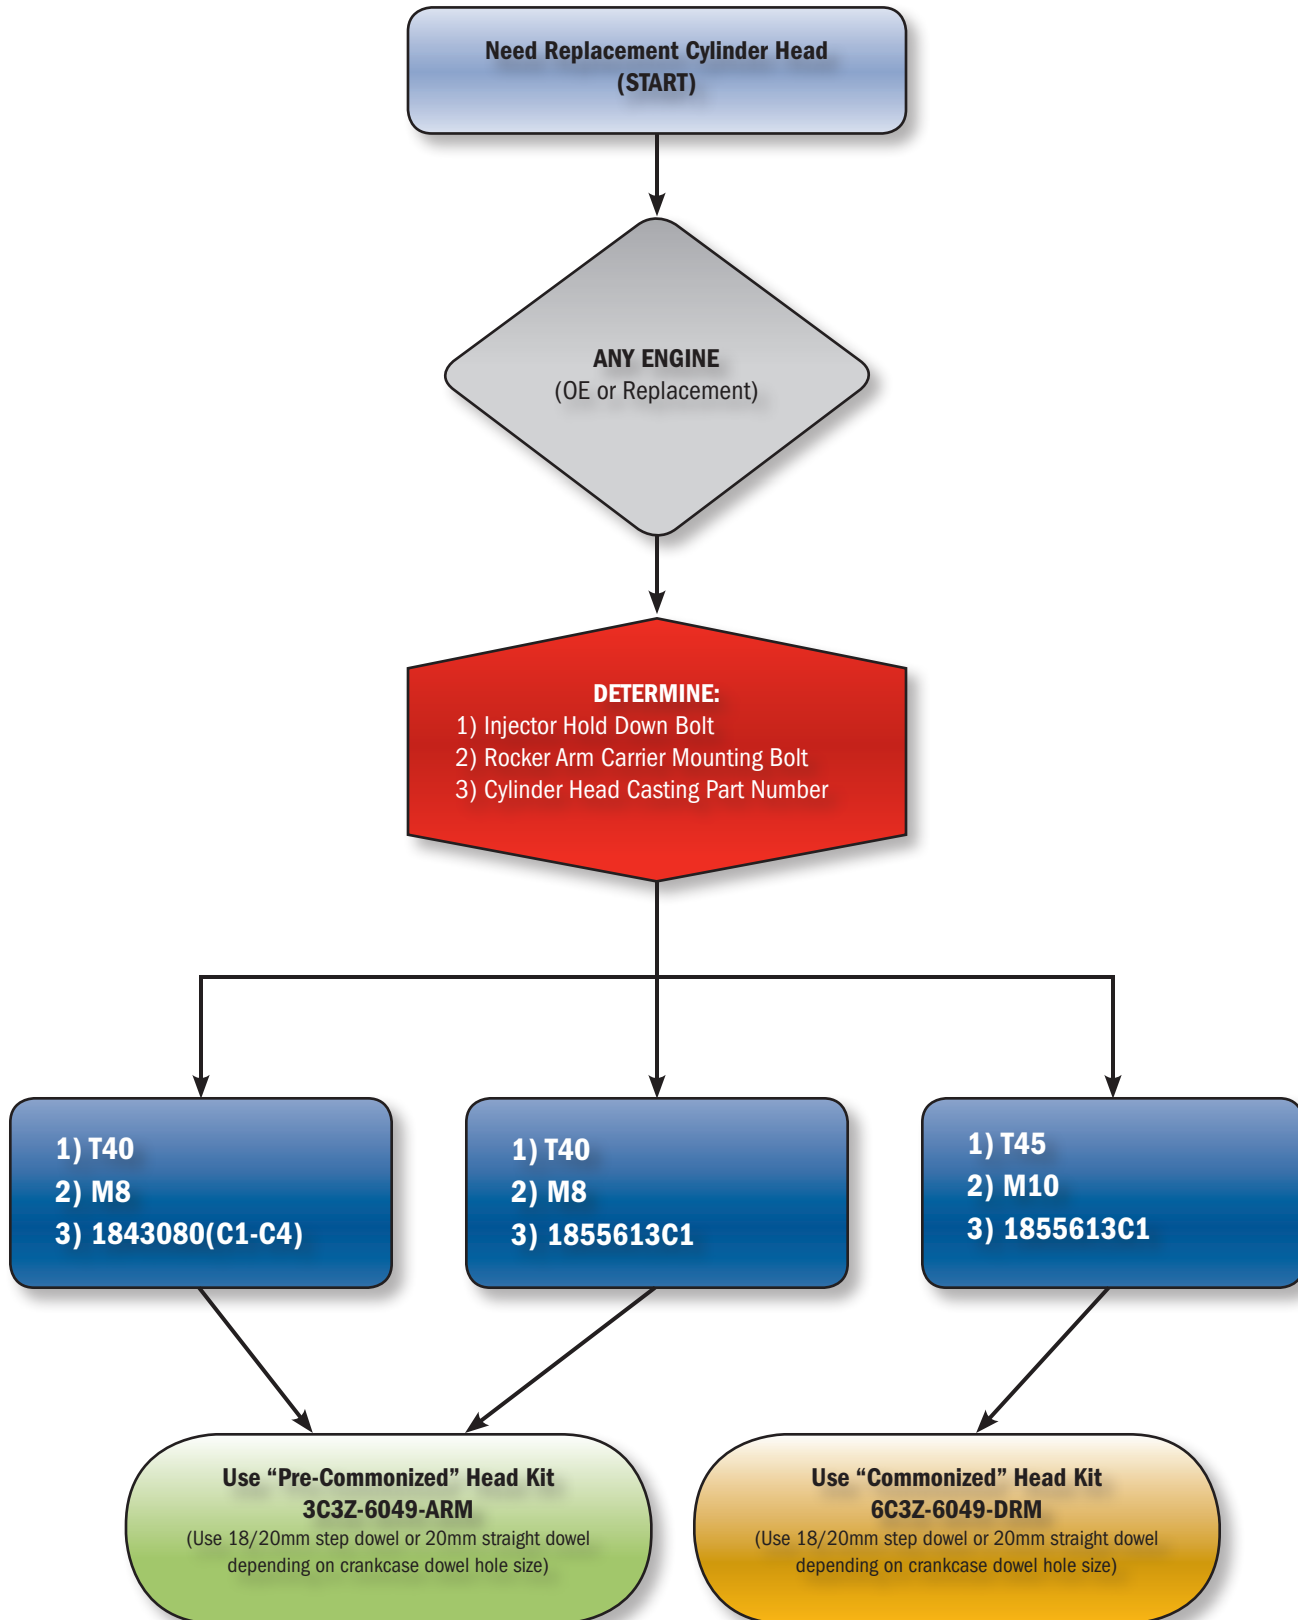 Need Replacement Cylinder Head
(START)
ANY ENGINE
(OE or Replacement)
DETERMINE:
1) Injector Hold Down Bolt
2) Rocker Arm Carrier Mounting Bolt
3) Cylinder Head Casting Part Number
1) T40
2) M8
3) 1843080(C1-C4)
1) T40
2) M8
3) 1855613C1
1) T45
2) M10
3) 1855613C1
Use “Pre-Commonized” Head Kit
3C3Z-6049-ARM
(Use 18/20mm step dowel or 20mm straight dowel
depending on crankcase dowel hole size)
Use “Commonized” Head Kit
6C3Z-6049-DRM
(Use 18/20mm step dowel or 20mm straight dowel
depending on crankcase dowel hole size)